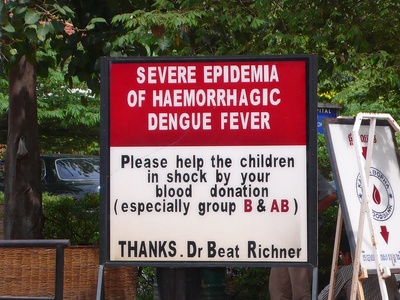 SEVERE EPIDEMIA
OF HAEMORRHAGIC
DENGUE FEVER
Please help the children
in shock by your
blood donation
(especially group B & AB)
THANKS. Dr Beat Richner